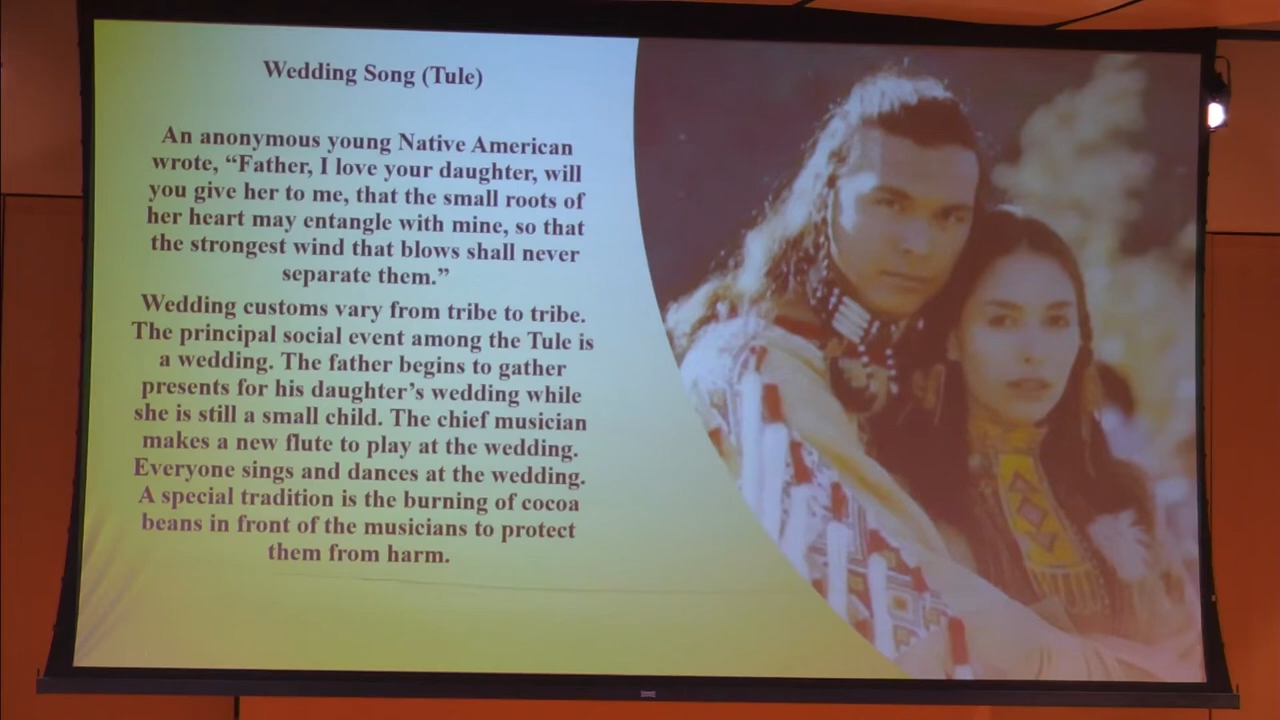 Wedding Song (Tule)
An anonymous young Native American
wrote, “Father, I love your daughter, will
you give her to me, that the small roots of
her heart may entangle with mine, so that
the strongest wind that blows shall never
separate them.”
Wedding customs vary from tribe to tribe.
The principal social event among the Tule is
a wedding. The father begins to gather
presents for his daughter’s wedding while
she is still a small child. The chief musician
makes a new flute to play at the wedding.
Everyone sings and dances at the wedding.
A special tradition is the burning of cocoa
beans in front of the musicians to protect
them from harm.